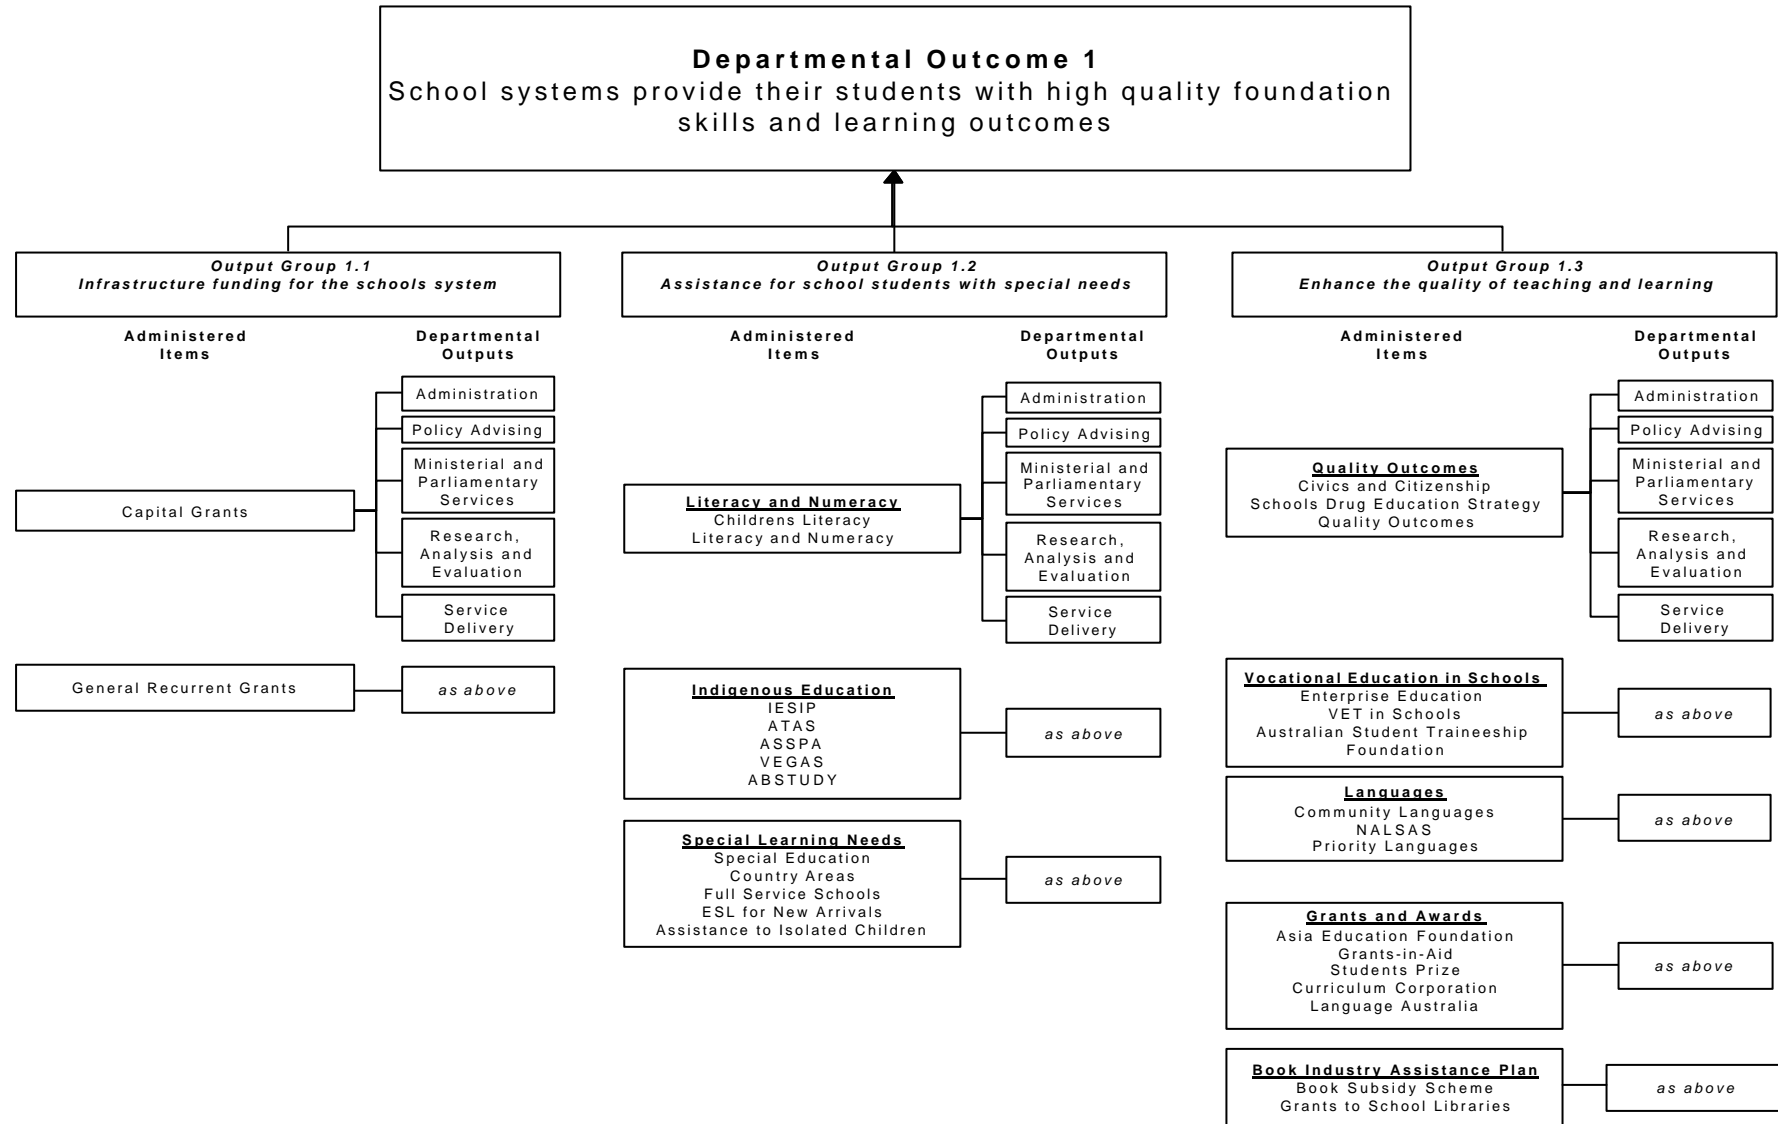 Departmental Outcome 1
School systems provide their students with high quality foundation
skills and learning outcomes
Output Group 1.1
Infrastructure funding for the schools system
Administered
Items
Departmental
Outputs
Capital Grants
Administration
Policy Advising
Ministerial and
Parliamentary
Services
Research,
Analysis and
Evaluation
Service
Delivery
General Recurrent Grants
as above
Output Group 1.2
Assistance for school students with special needs
Administered
Items
Departmental
Outputs
Literacy and Numeracy
Childrens Literacy
Literacy and Numeracy
Administration
Policy Advising
Ministerial and
Parliamentary
Services
Research,
Analysis and
Evaluation
Service
Delivery
Indigenous Education
IESIP
ATAS
ASSPA
VEGAS
ABSTUDY
as above
Special Learning Needs
Special Education
Country Areas
Full Service Schools
ESL for New Arrivals
Assistance to Isolated Children
as above
Output Group 1.3
Enhance the quality of teaching and learning
Administered
Items
Departmental
Outputs
Quality Outcomes
Civics and Citizenship
Schools Drug Education Strategy
Quality Outcomes
Administration
Policy Advising
Ministerial and
Parliamentary
Services
Research,
Analysis and
Evaluation
Service
Delivery
Vocational Education in Schools
Enterprise Education
VET in Schools
Australian Student Traineeship
Foundation
as above
Languages
Community Languages
NALSAS
Priority Languages
as above
Grants and Awards
Asia Education Foundation
Grants-in-Aid
Students Prize
Curriculum Corporation
Language Australia
as above
Book Industry Assistance Plan
Book Subsidy Scheme
Grants to School Libraries
as above